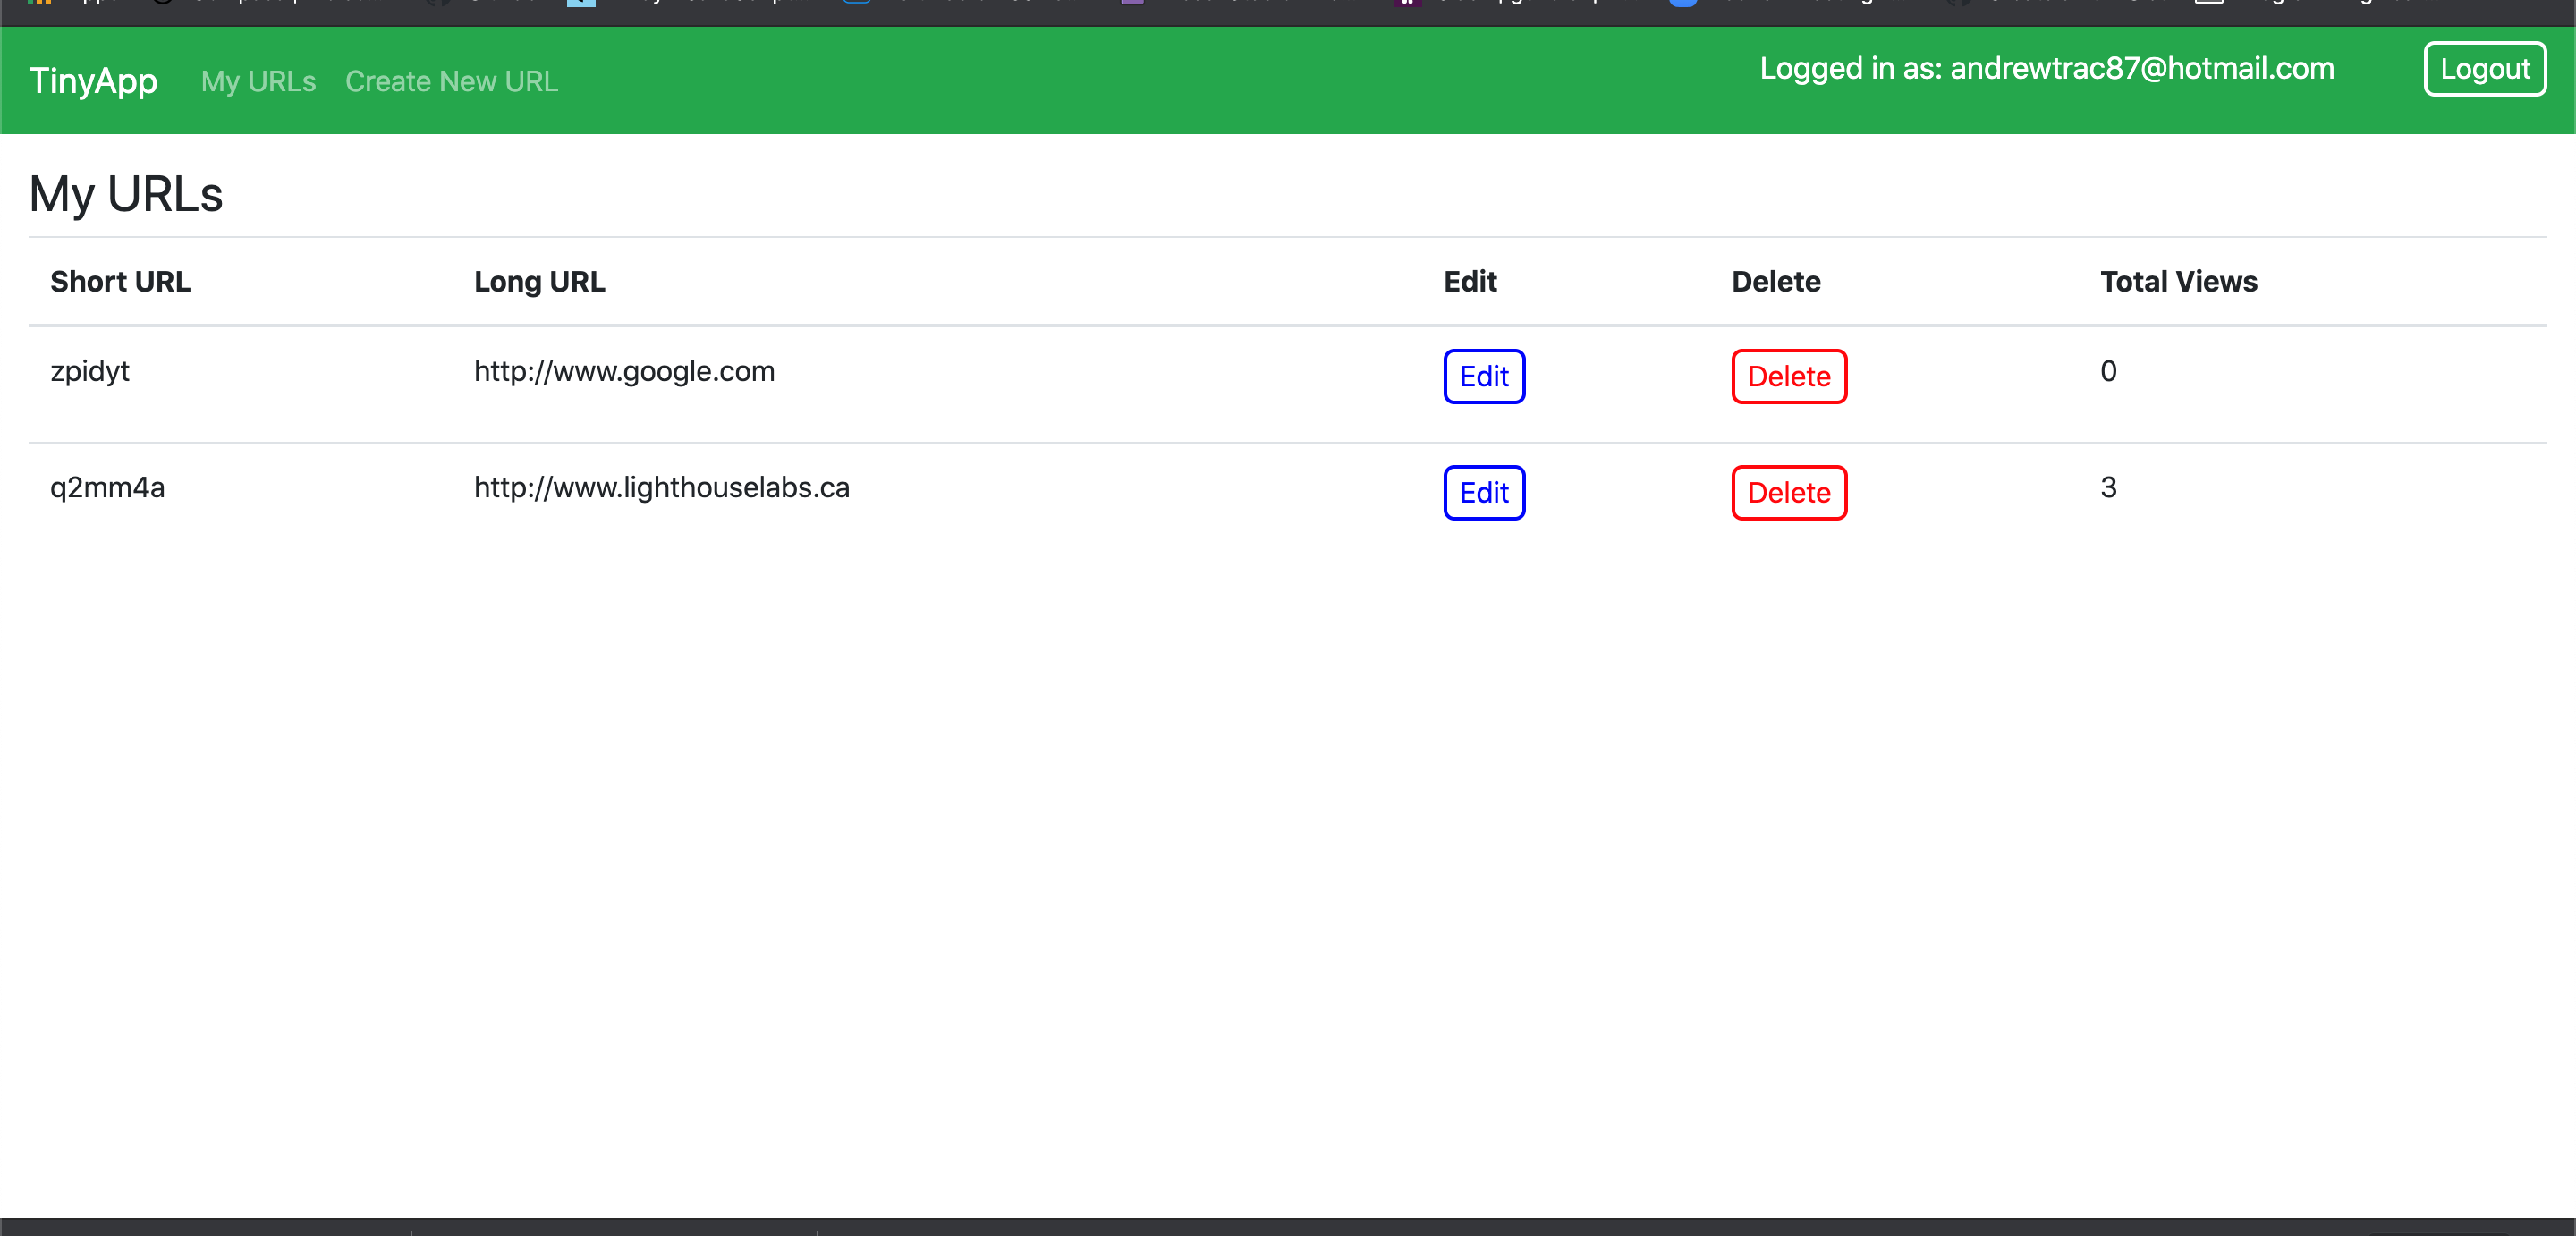 TinyApp My URLs Create New URL Logged in as: andrewtrac87@hotmail.com Logout
My URLs
Short URL Long URL Edit Delete Total Views
zpidyt http://www.google.com Edit Delete 0
q2mm4a http://www.lighthouselabs.ca Edit Delete 3